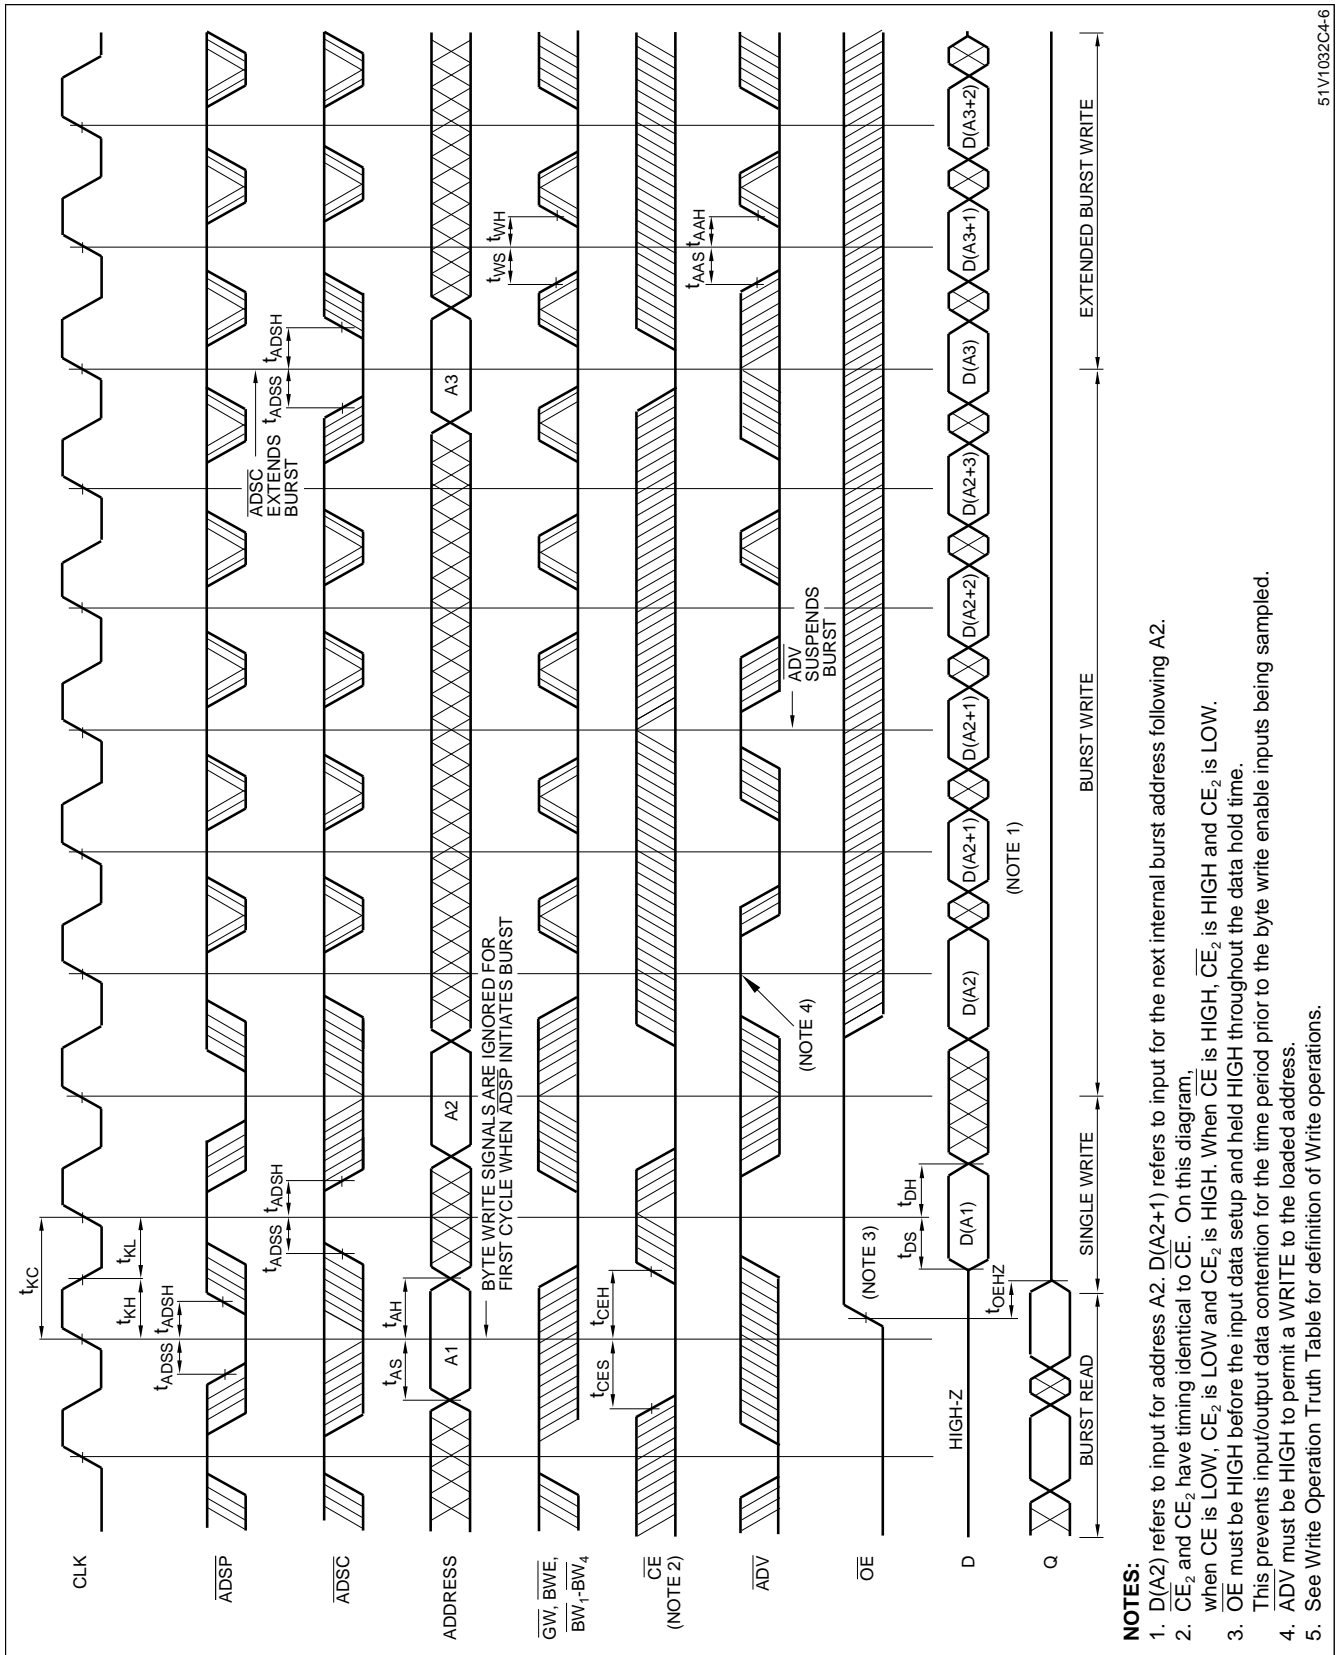 CLK
tKC
tKH
tKL
ADSP
tADSS
tADSH
ADSC
tADSS
tADSH
ADSC
EXTENDS
BURST
tADSS
tADSH
ADDRESS
A1
A2
A3
tAS
tAH
BYTE WRITE SIGNALS ARE IGNORED FOR
FIRST CYCLE WHEN ADSP INITIATES BURST
GW, BWE,
BW1-BW4
tWS
tWH
CE
(NOTE 2)
tCES
tCEH
ADV
(NOTE 4)
ADV
SUSPENDS
BURST
tAAS
tAAH
OE
(NOTE 3)
D
HIGH-Z
tDS
tDH
D(A1)
D(A2)
D(A2+1)
D(A2+1)
D(A2+2)
D(A2+3)
D(A3)
D(A3+1)
D(A3+2)
(NOTE 1)
tOEHZ
Q
BURST READ
SINGLE WRITE
BURST WRITE
EXTENDED BURST WRITE
NOTES:
1. D(A2) refers to input for address A2. D(A2+1) refers to input for the next internal burst address following A2.
2. CE2 and CE2 have timing identical to CE. On this diagram,
when CE is LOW, CE2 is LOW and CE2 is HIGH. When CE is HIGH, CE2 is HIGH and CE2 is LOW.
3. OE must be HIGH before the input data setup and held HIGH throughout the data hold time.
This prevents input/output data contention for the time period prior to the byte write enable inputs being sampled.
4. ADV must be HIGH to permit a WRITE to the loaded address.
5. See Write Operation Truth Table for definition of Write operations.
51V1032C4-6